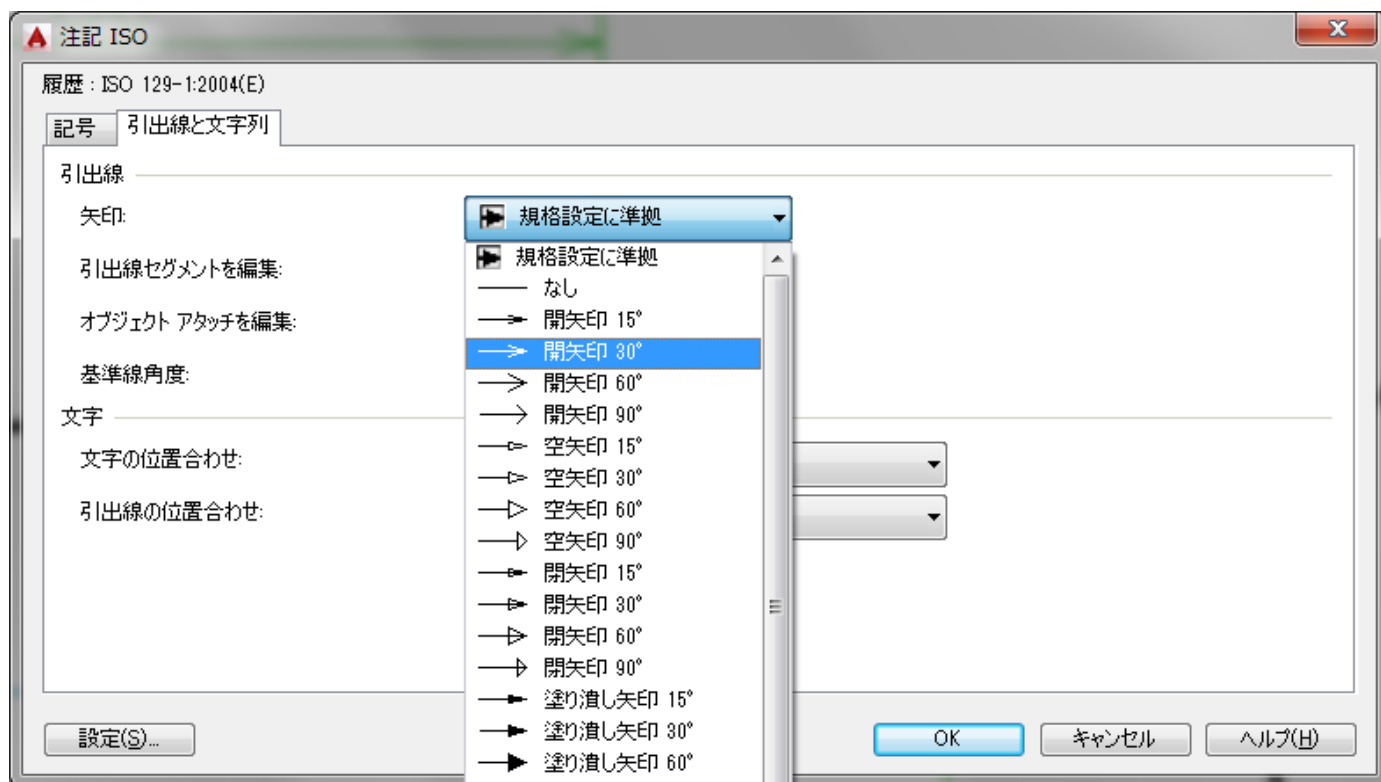 注記 ISO
履歴 : ISO 129-1:2004(E)
記号 引出線と文字列
引出線
矢印: 規格設定に準拠
規格設定に準拠
引出線セグメントを編集:
なし
オブジェクト アタッチを編集:
開矢印 15°
開矢印 30°
基準線角度:
開矢印 60°
文字
開矢印 90°
文字の位置合わせ:
空矢印 15°
空矢印 30°
引出線の位置合わせ:
空矢印 60°
空矢印 90°
閉矢印 15°
閉矢印 30°
閉矢印 60°
閉矢印 90°
塗り潰し矢印 15°
塗り潰し矢印 30°
塗り潰し矢印 60°
設定(S)... OK キャンセル ヘルプ(H)